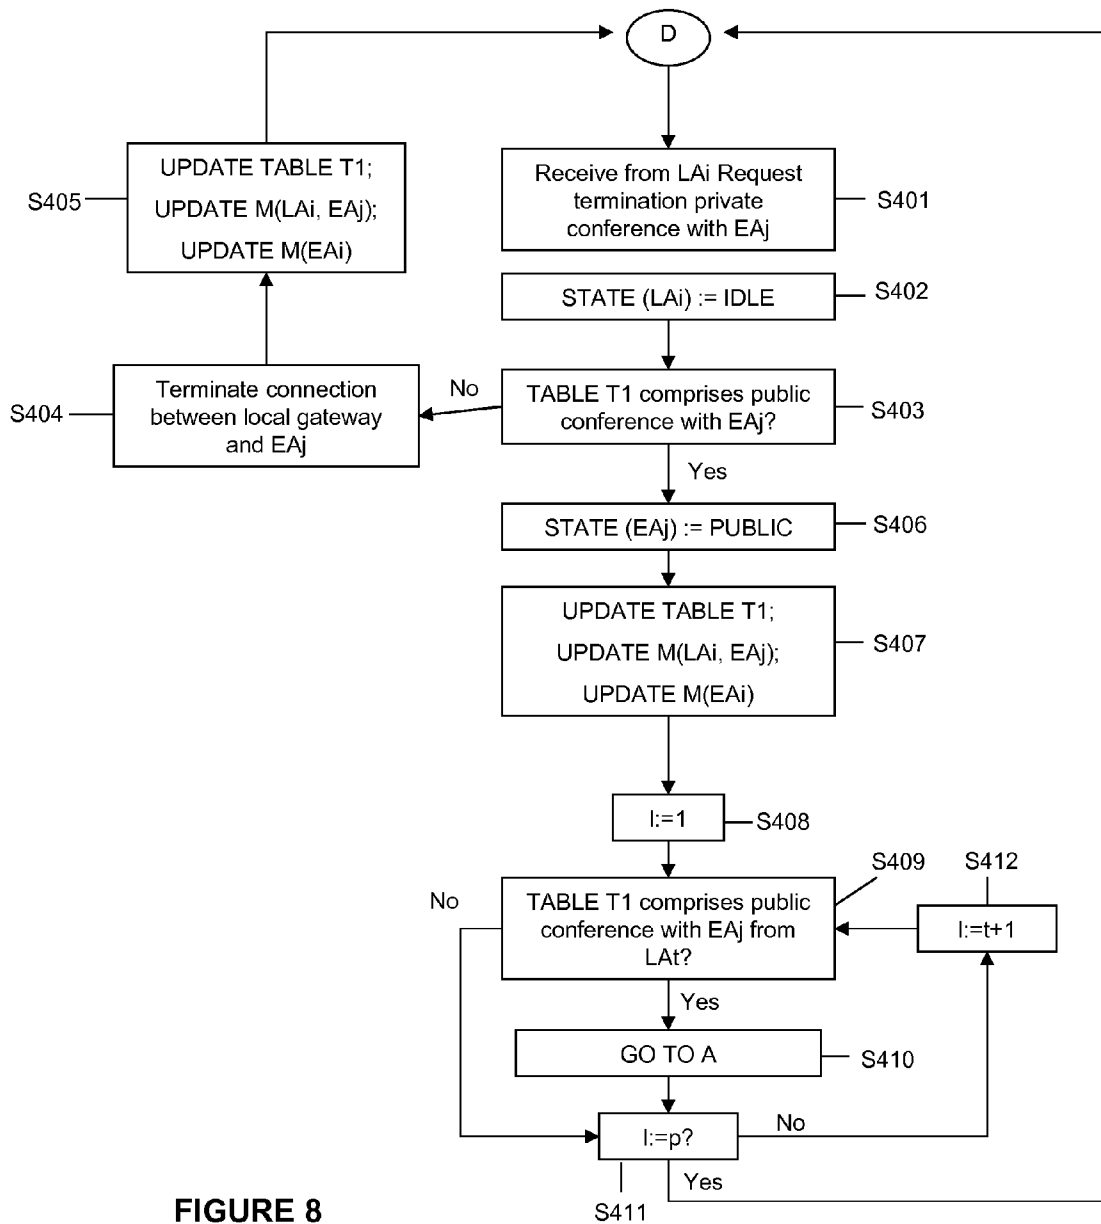 D
UPDATE TABLE T1;
UPDATE M(LAi, EAj);
UPDATE M(EAi)
S405
Receive from LAi Request
termination private
conference with EAj
S401
STATE (LAi) := IDLE
S402
Terminate connection
between local gateway
and EAj
S404
No
TABLE T1 comprises public
conference with EAj?
S403
Yes
STATE (EAj) := PUBLIC
S406
UPDATE TABLE T1;
UPDATE M(LAi, EAj);
UPDATE M(EAi)
S407
I:=1
S408
No
TABLE T1 comprises public
conference with EAj from
LAt?
S409
S412
I:=t+1
Yes
GO TO A
S410
I:=p?
No
Yes
S411
FIGURE 8